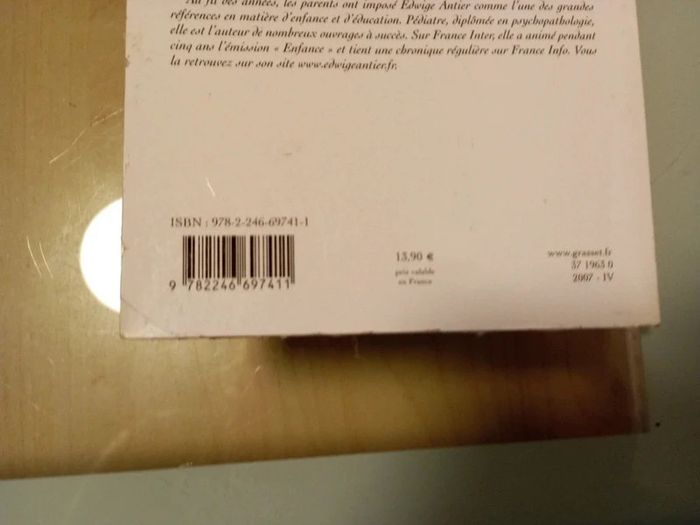 Au fil des années, les parents ont imposé Edwige Antier comme l'une des grandes
références en matière d'enfance et d'éducation. Pédiatre, diplômée en psychopathologie,
elle est l'auteur de nombreux ouvrages à succès. Sur France Inter, elle a animé pendant
cinq ans l'émission « Enfance » et tient une chronique régulière sur France Info. Vous
la retrouvez sur son site www.edwigeantier.fr.
ISBN : 978-2-246-69741-1
9 782246 697411
13,90 €
prix valable
en France
www.grasset.fr
37 1963 0
2007 - IV